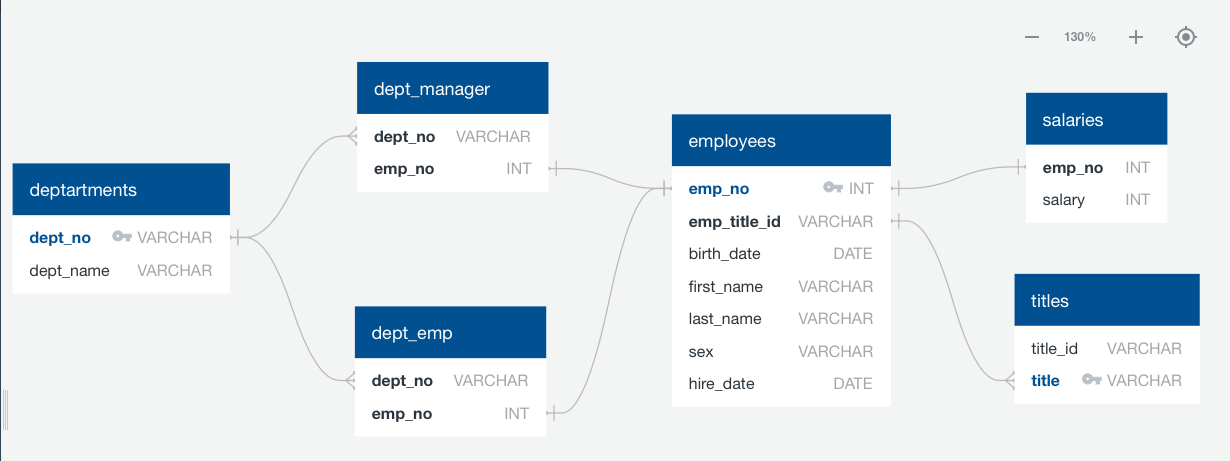 130%
dept_manager
dept_no VARCHAR
emp_no INT
deptartments
dept_no VARCHAR
dept_name VARCHAR
dept_emp
dept_no VARCHAR
emp_no INT
employees
emp_no INT
emp_title_id VARCHAR
birth_date DATE
first_name VARCHAR
last_name VARCHAR
sex VARCHAR
hire_date DATE
salaries
emp_no INT
salary INT
titles
title_id VARCHAR
title VARCHAR